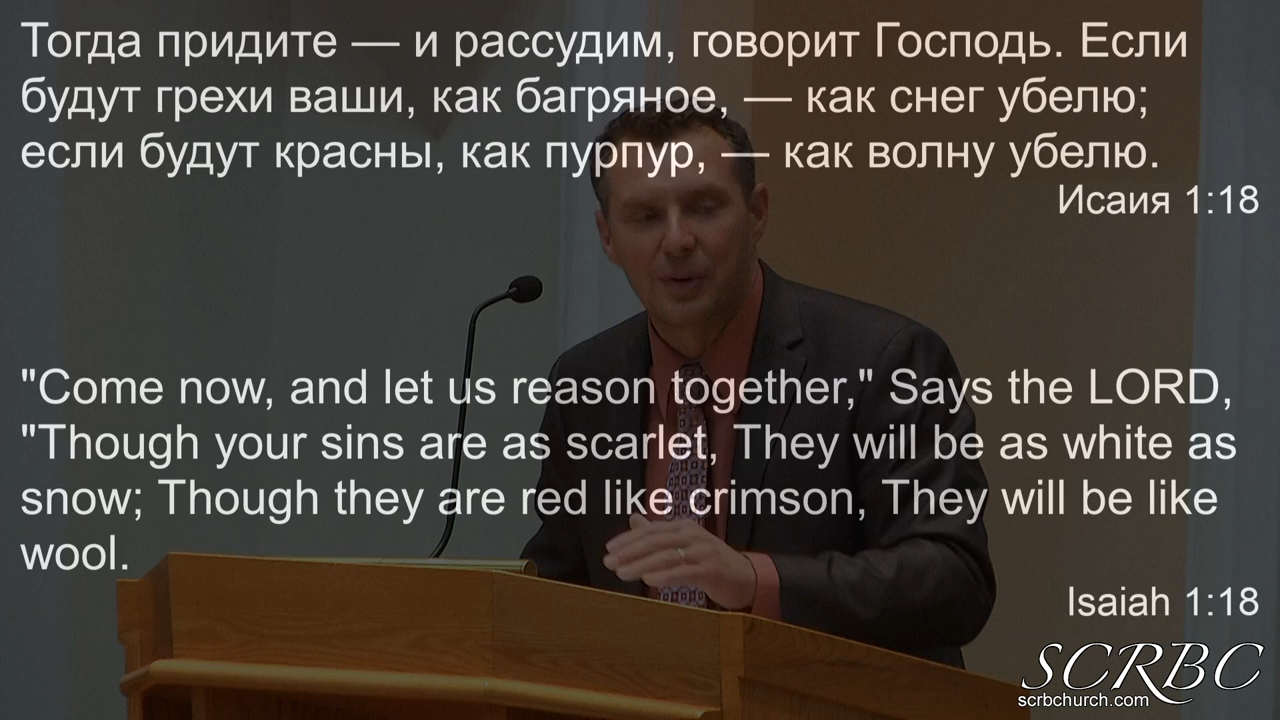 Тогда придите — и рассудим, говорит Господь. Если
будут грехи ваши, как багряное, — как снег убелю;
если будут красны, как пурпур, — как волну убелю.
Исаия 1:18
"Come now, and let us reason together," Says the LORD,
"Though your sins are as scarlet, They will be as white as
snow; Though they are red like crimson, They will be like
wool.
Isaiah 1:18
SCRBC
scrbchurch.com